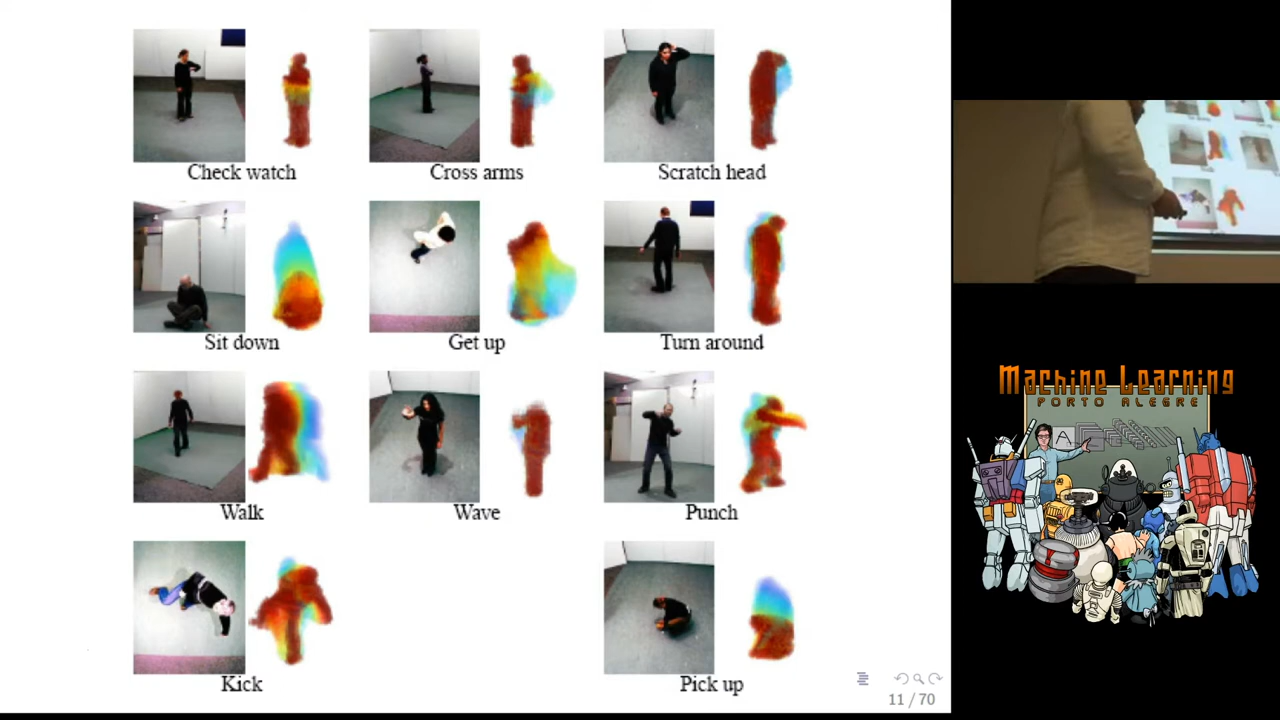 Check watch
Cross arms
Scratch head
Sit down
Get up
Turn around
Walk
Wave
Punch
Kick
Pick up
11 / 70
Machine Learning
PORTO ALEGRE
A